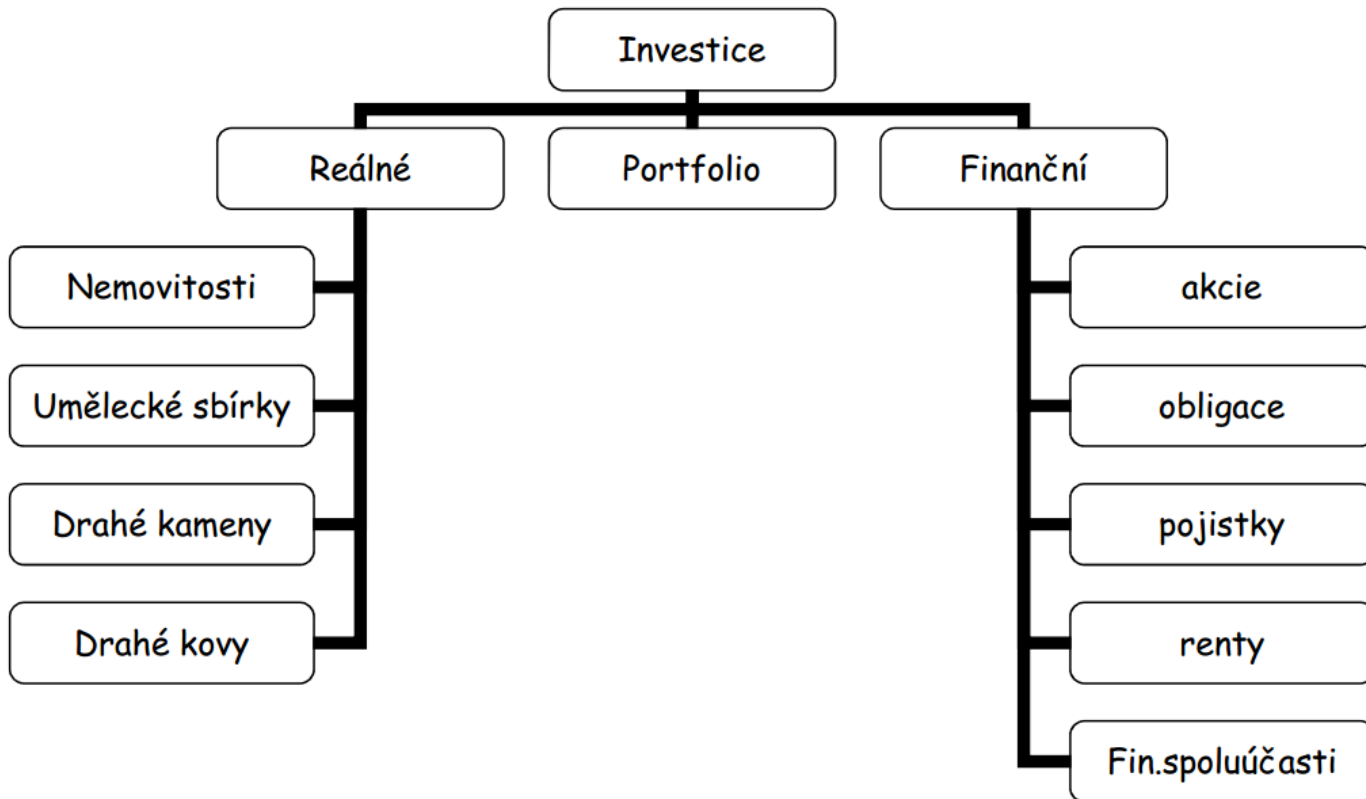 Investice
Reálné
Portfolio
Finanční
Nemovitosti
akcie
Umělecké sbírky
obligace
Drahé kameny
pojistky
Drahé kovy
renty
Fin.spoluúčasti